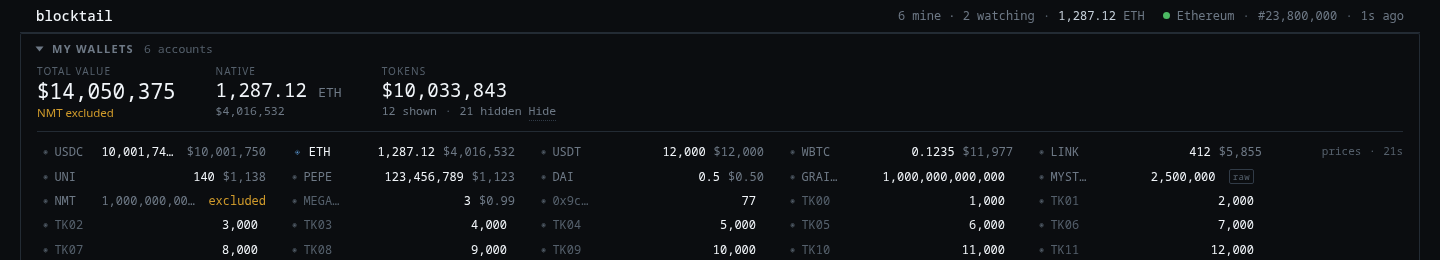 blocktail 6 mine · 2 watching · 1,287.12 ETH Ethereum · #23,800,000 · 1s ago
MY WALLETS 6 accounts
TOTAL VALUE NATIVE TOKENS
$14,050,375 1,287.12 ETH $10,033,843
NMT excluded $4,016,532 12 shown · 21 hidden Hide
USDC 10,001,74… $10,001,750 ETH 1,287.12 $4,016,532 USDT 12,000 $12,000 WBTC 0.1235 $11,977 LINK 412 $5,855 prices · 21s
UNI 140 $1,138 PEPE 123,456,789 $1,123 DAI 0.5 $0.50 GRAI… 1,000,000,000,000 MYST… 2,500,000 raw
NMT 1,000,000,00… excluded MEGA… 3 $0.99 0x9c… 77 TK00 1,000 TK01 2,000
TK02 3,000 TK03 4,000 TK04 5,000 TK05 6,000 TK06 7,000
TK07 8,000 TK08 9,000 TK09 10,000 TK10 11,000 TK11 12,000